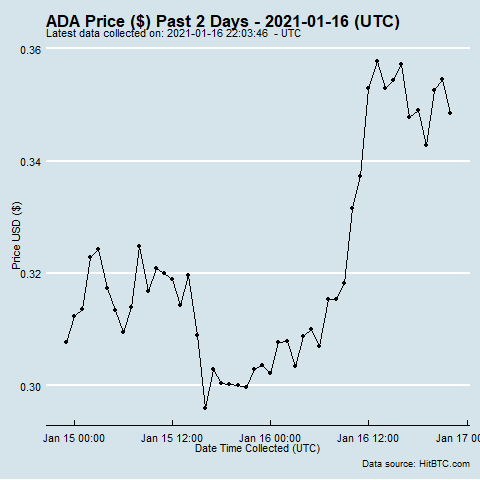 ADA Price ($) Past 2 Days - 2021-01-16 (UTC)
Latest data collected on: 2021-01-16 22:03:46  - UTC
0.36
0.34
0.32
0.30
Price USD ($)
Jan 15 00:00 Jan 15 12:00 Jan 16 00:00 Jan 16 12:00 Jan 17 00
Date Time Collected (UTC)
Data source: HitBTC.com